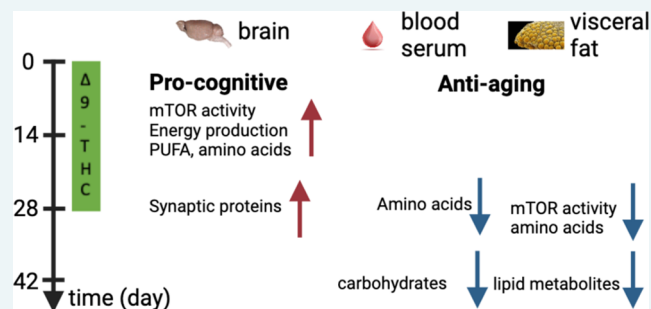 brain
blood
serum
visceral
fat
0
14
28
42
Δ
9
-
T
H
C
Pro-cognitive
mTOR activity
Energy production
PUFA, amino acids
Synaptic proteins
Anti-aging
Amino acids
mTOR activity
amino acids
carbohydrates
lipid metabolites
time (day)